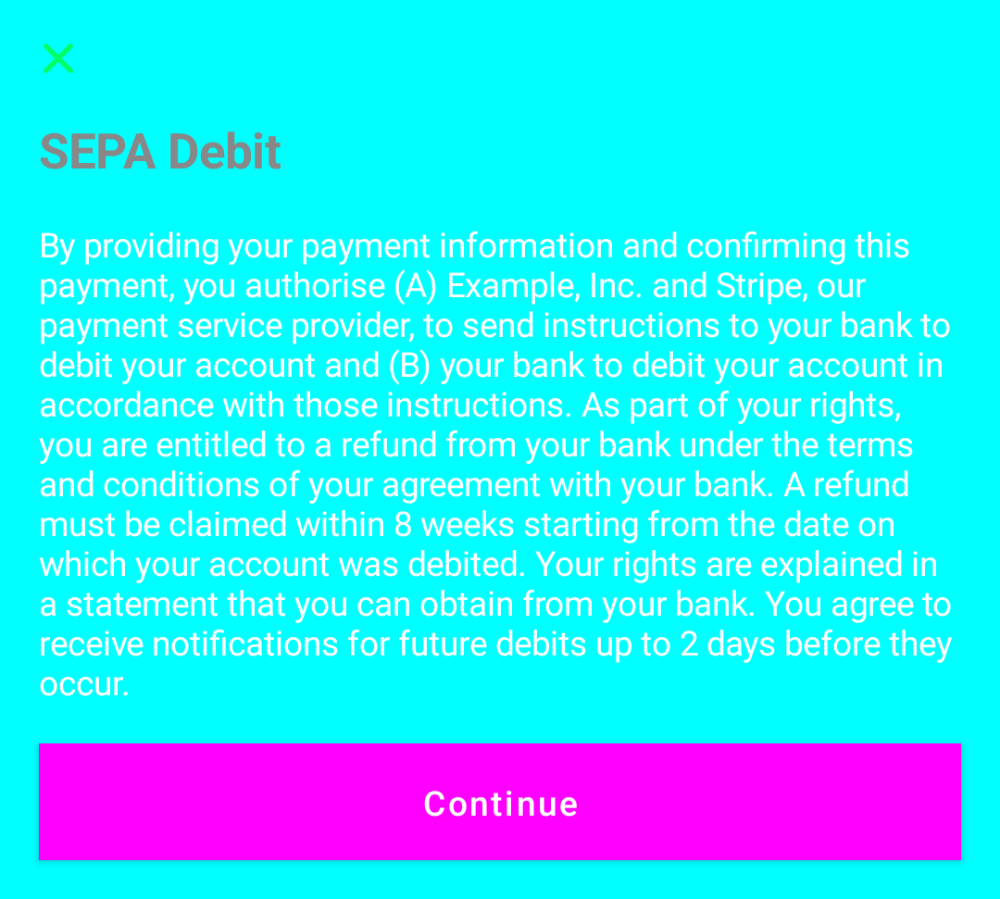 SEPA Debit
By providing your payment information and confirming this
payment, you authorise (A) Example, Inc. and Stripe, our
payment service provider, to send instructions to your bank to
debit your account and (B) your bank to debit your account in
accordance with those instructions. As part of your rights,
you are entitled to a refund from your bank under the terms
and conditions of your agreement with your bank. A refund
must be claimed within 8 weeks starting from the date on
which your account was debited. Your rights are explained in
a statement that you can obtain from your bank. You agree to
receive notifications for future debits up to 2 days before they
occur.
Continue